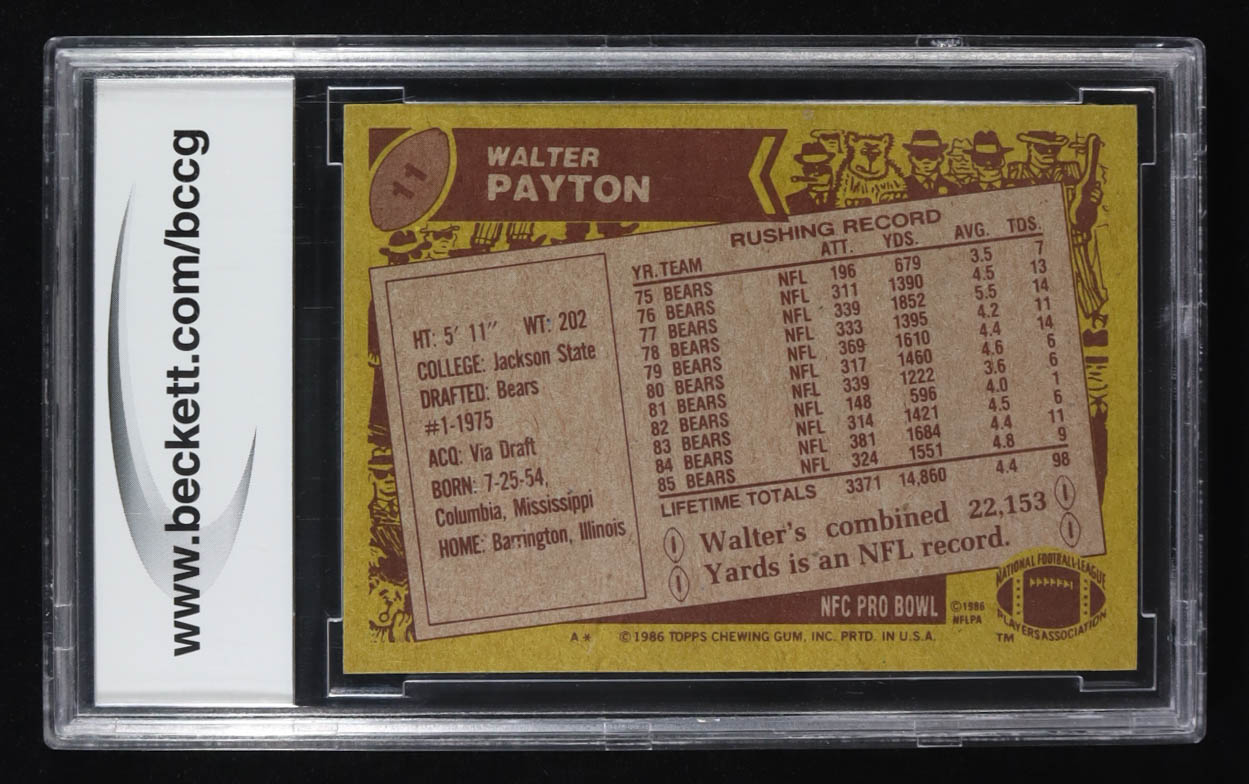 www.beckett.com/bccg
11
WALTER
PAYTON
HT: 5′ 11″ WT: 202
COLLEGE: Jackson State
DRAFTED: Bears
#1-1975
ACQ: Via Draft
BORN: 7-25-54,
Columbia, Mississippi
HOME: Barrington, Illinois
RUSHING RECORD
YR. TEAM ATT. YDS. AVG. TDS.
75 BEARS NFL 196 679 3.5 7
76 BEARS NFL 311 1390 4.5 13
77 BEARS NFL 339 1852 5.5 14
78 BEARS NFL 333 1395 4.2 11
79 BEARS NFL 369 1610 4.4 14
80 BEARS NFL 317 1460 4.6 6
81 BEARS NFL 339 1222 3.6 6
82 BEARS NFL 148 596 4.0 1
83 BEARS NFL 314 1421 4.5 6
84 BEARS NFL 381 1684 4.4 11
85 BEARS NFL 324 1551 4.8 9
LIFETIME TOTALS 3371 14,860 4.4 98
Walter's combined 22,153
Yards is an NFL record.
NFC PRO BOWL
©1986
NFLPA
NATIONAL FOOTBALL LEAGUE
PLAYERS ASSOCIATION
TM
A* ©1986 TOPPS CHEWING GUM, INC. PRTD. IN U.S.A.